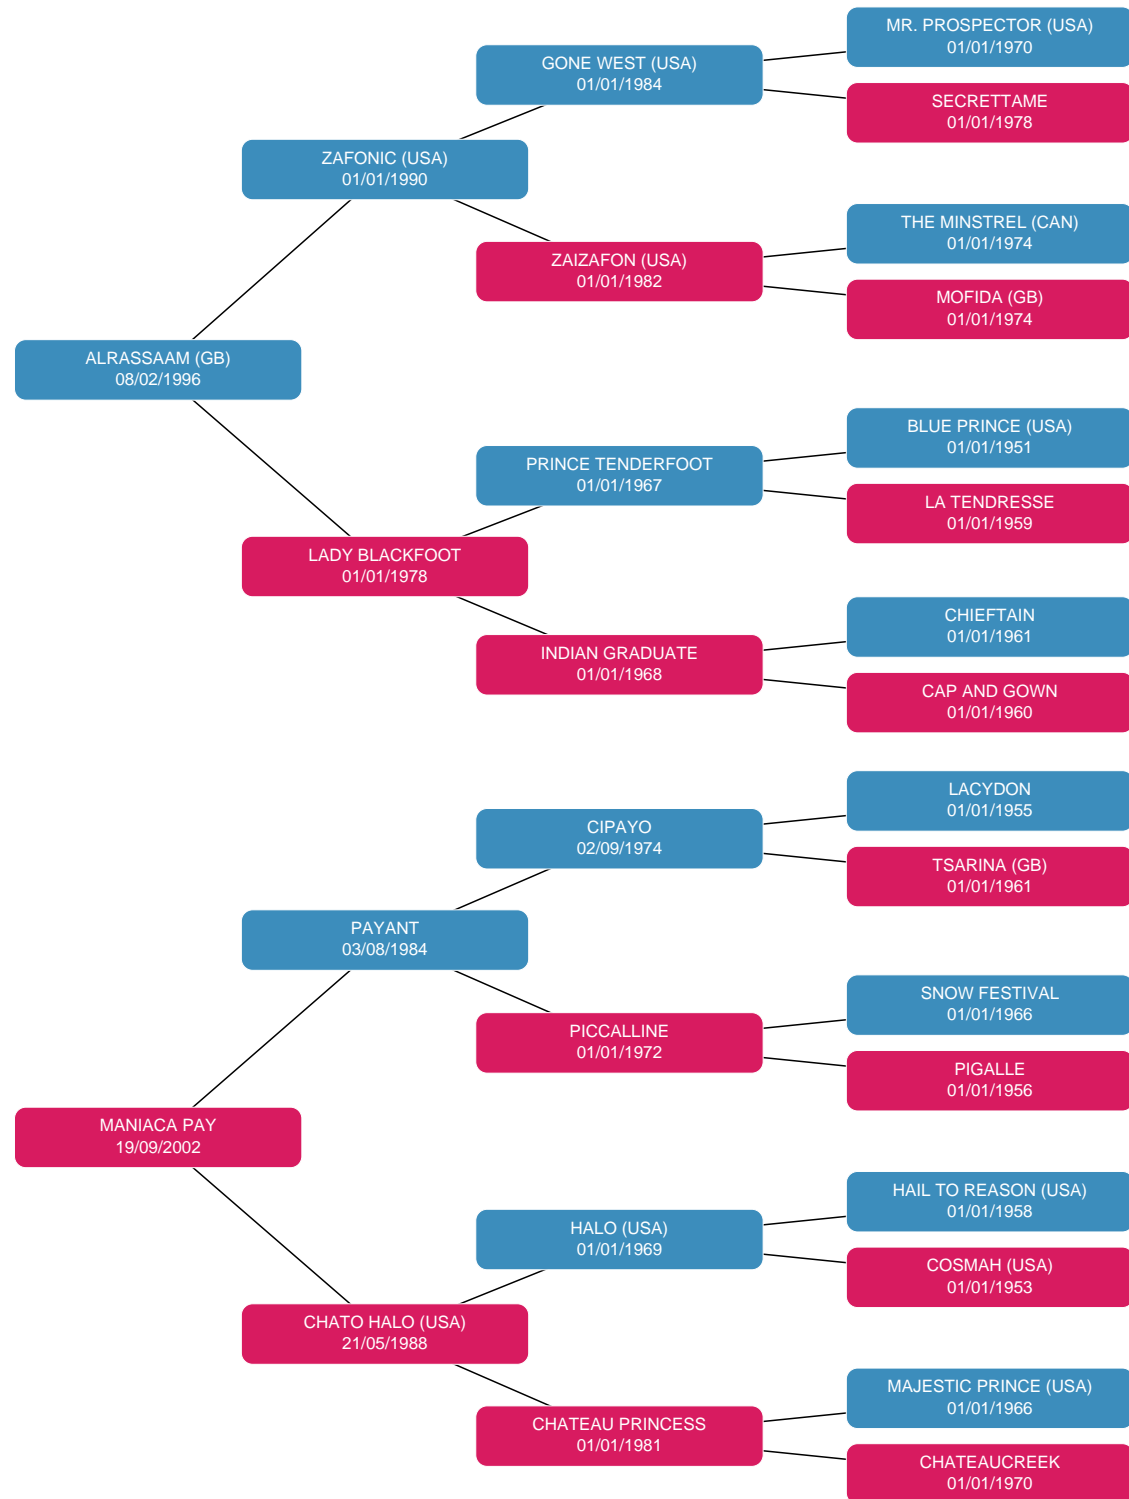 MR. PROSPECTOR (USA)
01/01/1970
GONE WEST (USA)
01/01/1984
SECRETTAME
01/01/1978
ZAFONIC (USA)
01/01/1990
THE MINSTREL (CAN)
01/01/1974
ZAIZAFON (USA)
01/01/1982
MOFIDA (GB)
01/01/1974
ALRASSAAM (GB)
08/02/1996
BLUE PRINCE (USA)
01/01/1951
PRINCE TENDERFOOT
01/01/1967
LA TENDRESSE
01/01/1959
LADY BLACKFOOT
01/01/1978
CHIEFTAIN
01/01/1961
INDIAN GRADUATE
01/01/1968
CAP AND GOWN
01/01/1960
LACYDON
01/01/1955
CIPAYO
02/09/1974
TSARINA (GB)
01/01/1961
PAYANT
03/08/1984
SNOW FESTIVAL
01/01/1966
PICCALLINE
01/01/1972
PIGALLE
01/01/1956
MANIACA PAY
19/09/2002
HAIL TO REASON (USA)
01/01/1958
HALO (USA)
01/01/1969
COSMAH (USA)
01/01/1953
CHATO HALO (USA)
21/05/1988
MAJESTIC PRINCE (USA)
01/01/1966
CHATEAU PRINCESS
01/01/1981
CHATEAUCREEK
01/01/1970